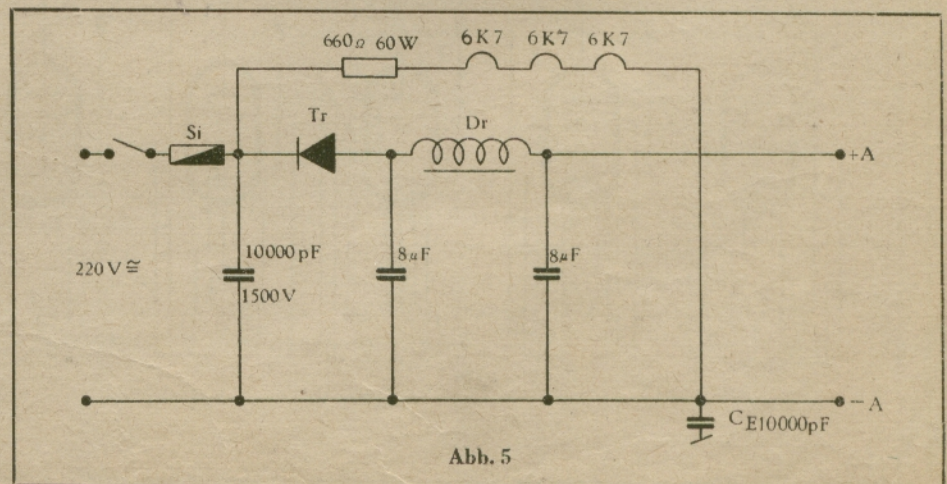 660Ω 60W 6K7 6K7 6K7
Si Tr Dr
+A
10000pF
1500V
8µF 8µF
220V≅
−A
CE10000pF
Abb. 5